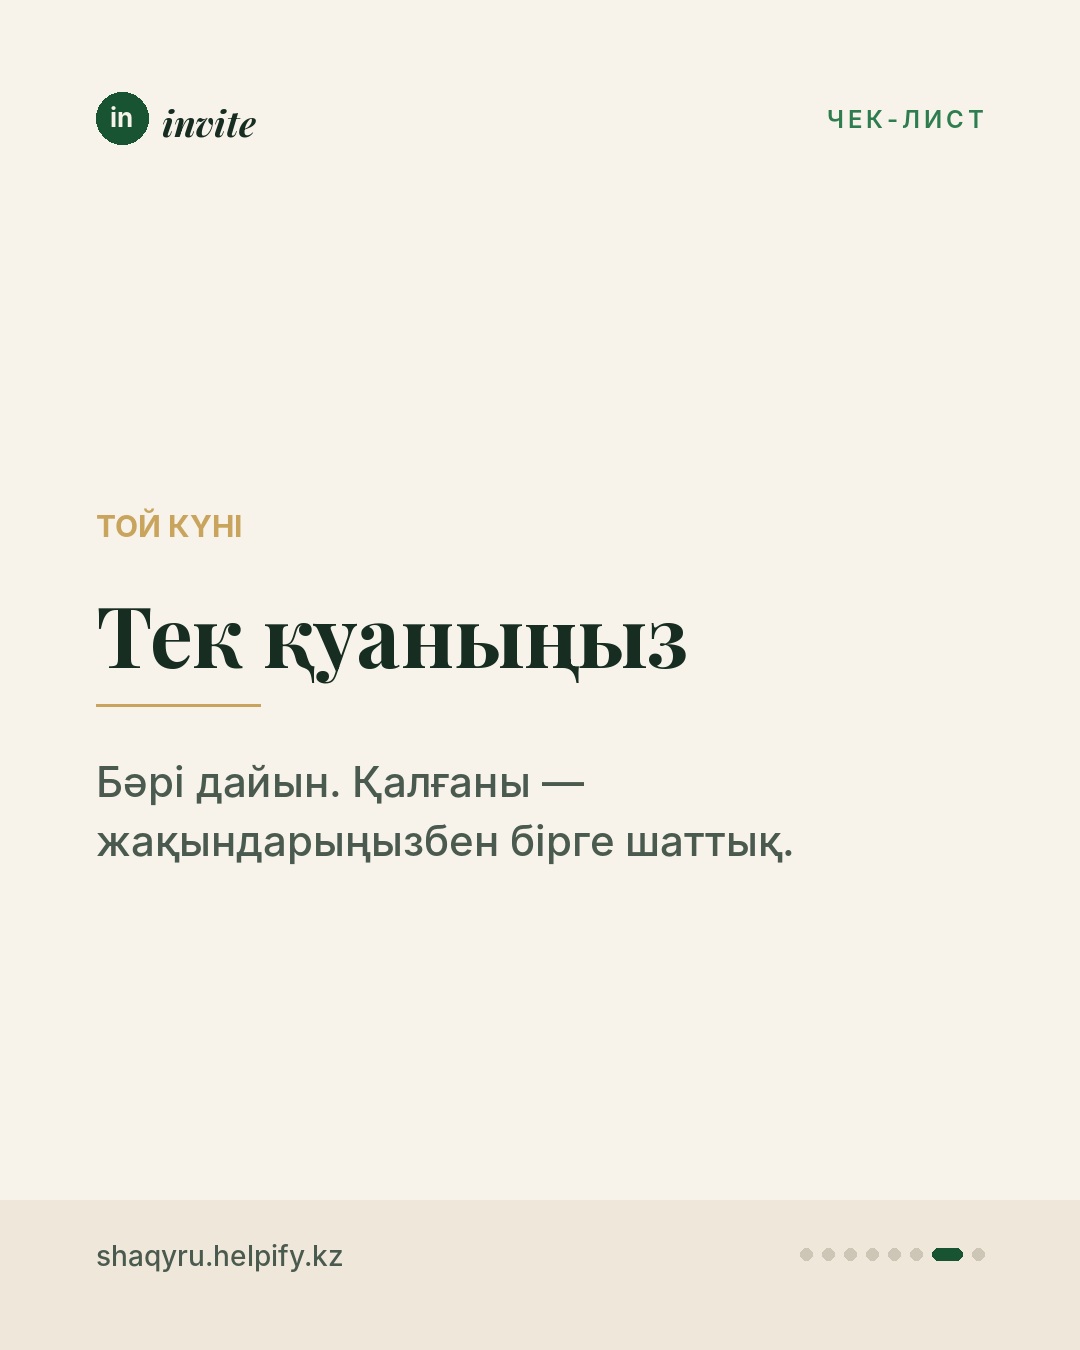 in invite
ЧЕК-ЛИСТ
ТОЙ КҮНІ
Тек қуаныңыз
Бәрі дайын. Қалғаны —
жақындарыңызбен бірге шаттық.
shaqyru.helpify.kz